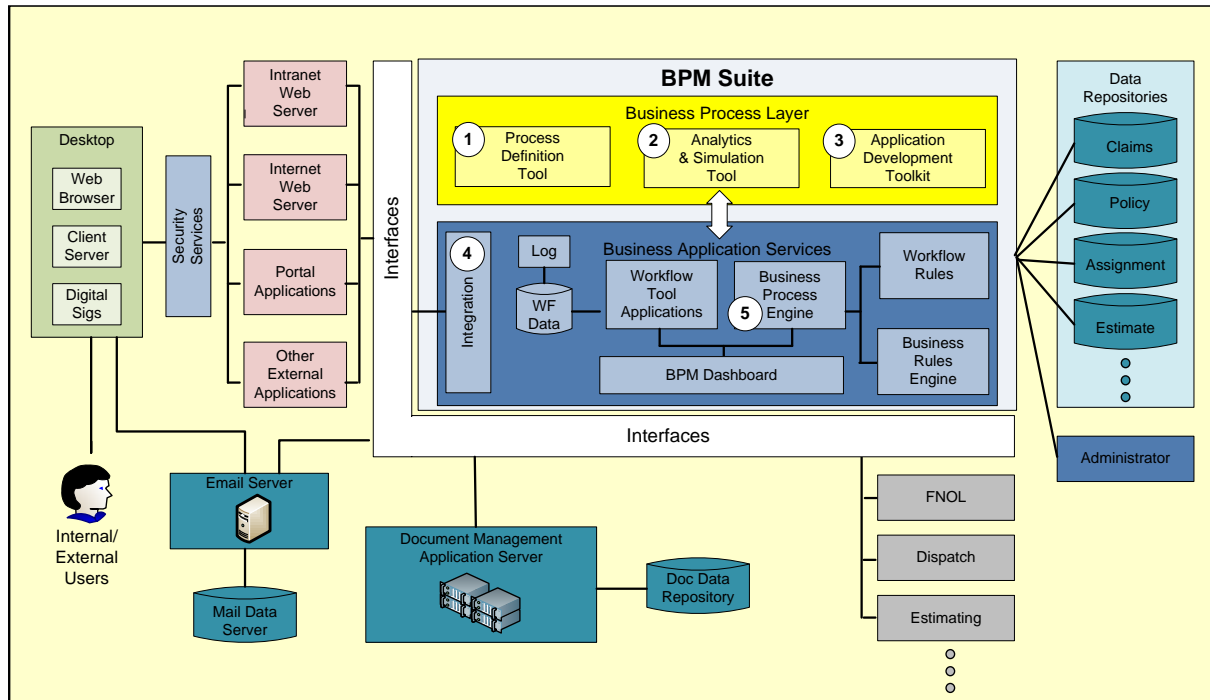 Desktop
Web
Browser
Client
Server
Digital
Sigs
Security
Services
Intranet
Web
Server
Internet
Web
Server
Portal
Applications
Other
External
Applications
Interfaces
BPM Suite
Business Process Layer
1
Process
Definition
Tool
2
Analytics
& Simulation
Tool
3
Application
Development
Toolkit
Business Application Services
4
Integration
Log
WF
Data
Workflow
Tool
Applications
Business
Process
Engine
5
BPM Dashboard
Workflow
Rules
Business
Rules
Engine
Interfaces
Data
Repositories
Claims
Policy
Assignment
Estimate
Administrator
Internal/
External
Users
Email Server
Mail Data
Server
Document Management
Application Server
Doc Data
Repository
FNOL
Dispatch
Estimating